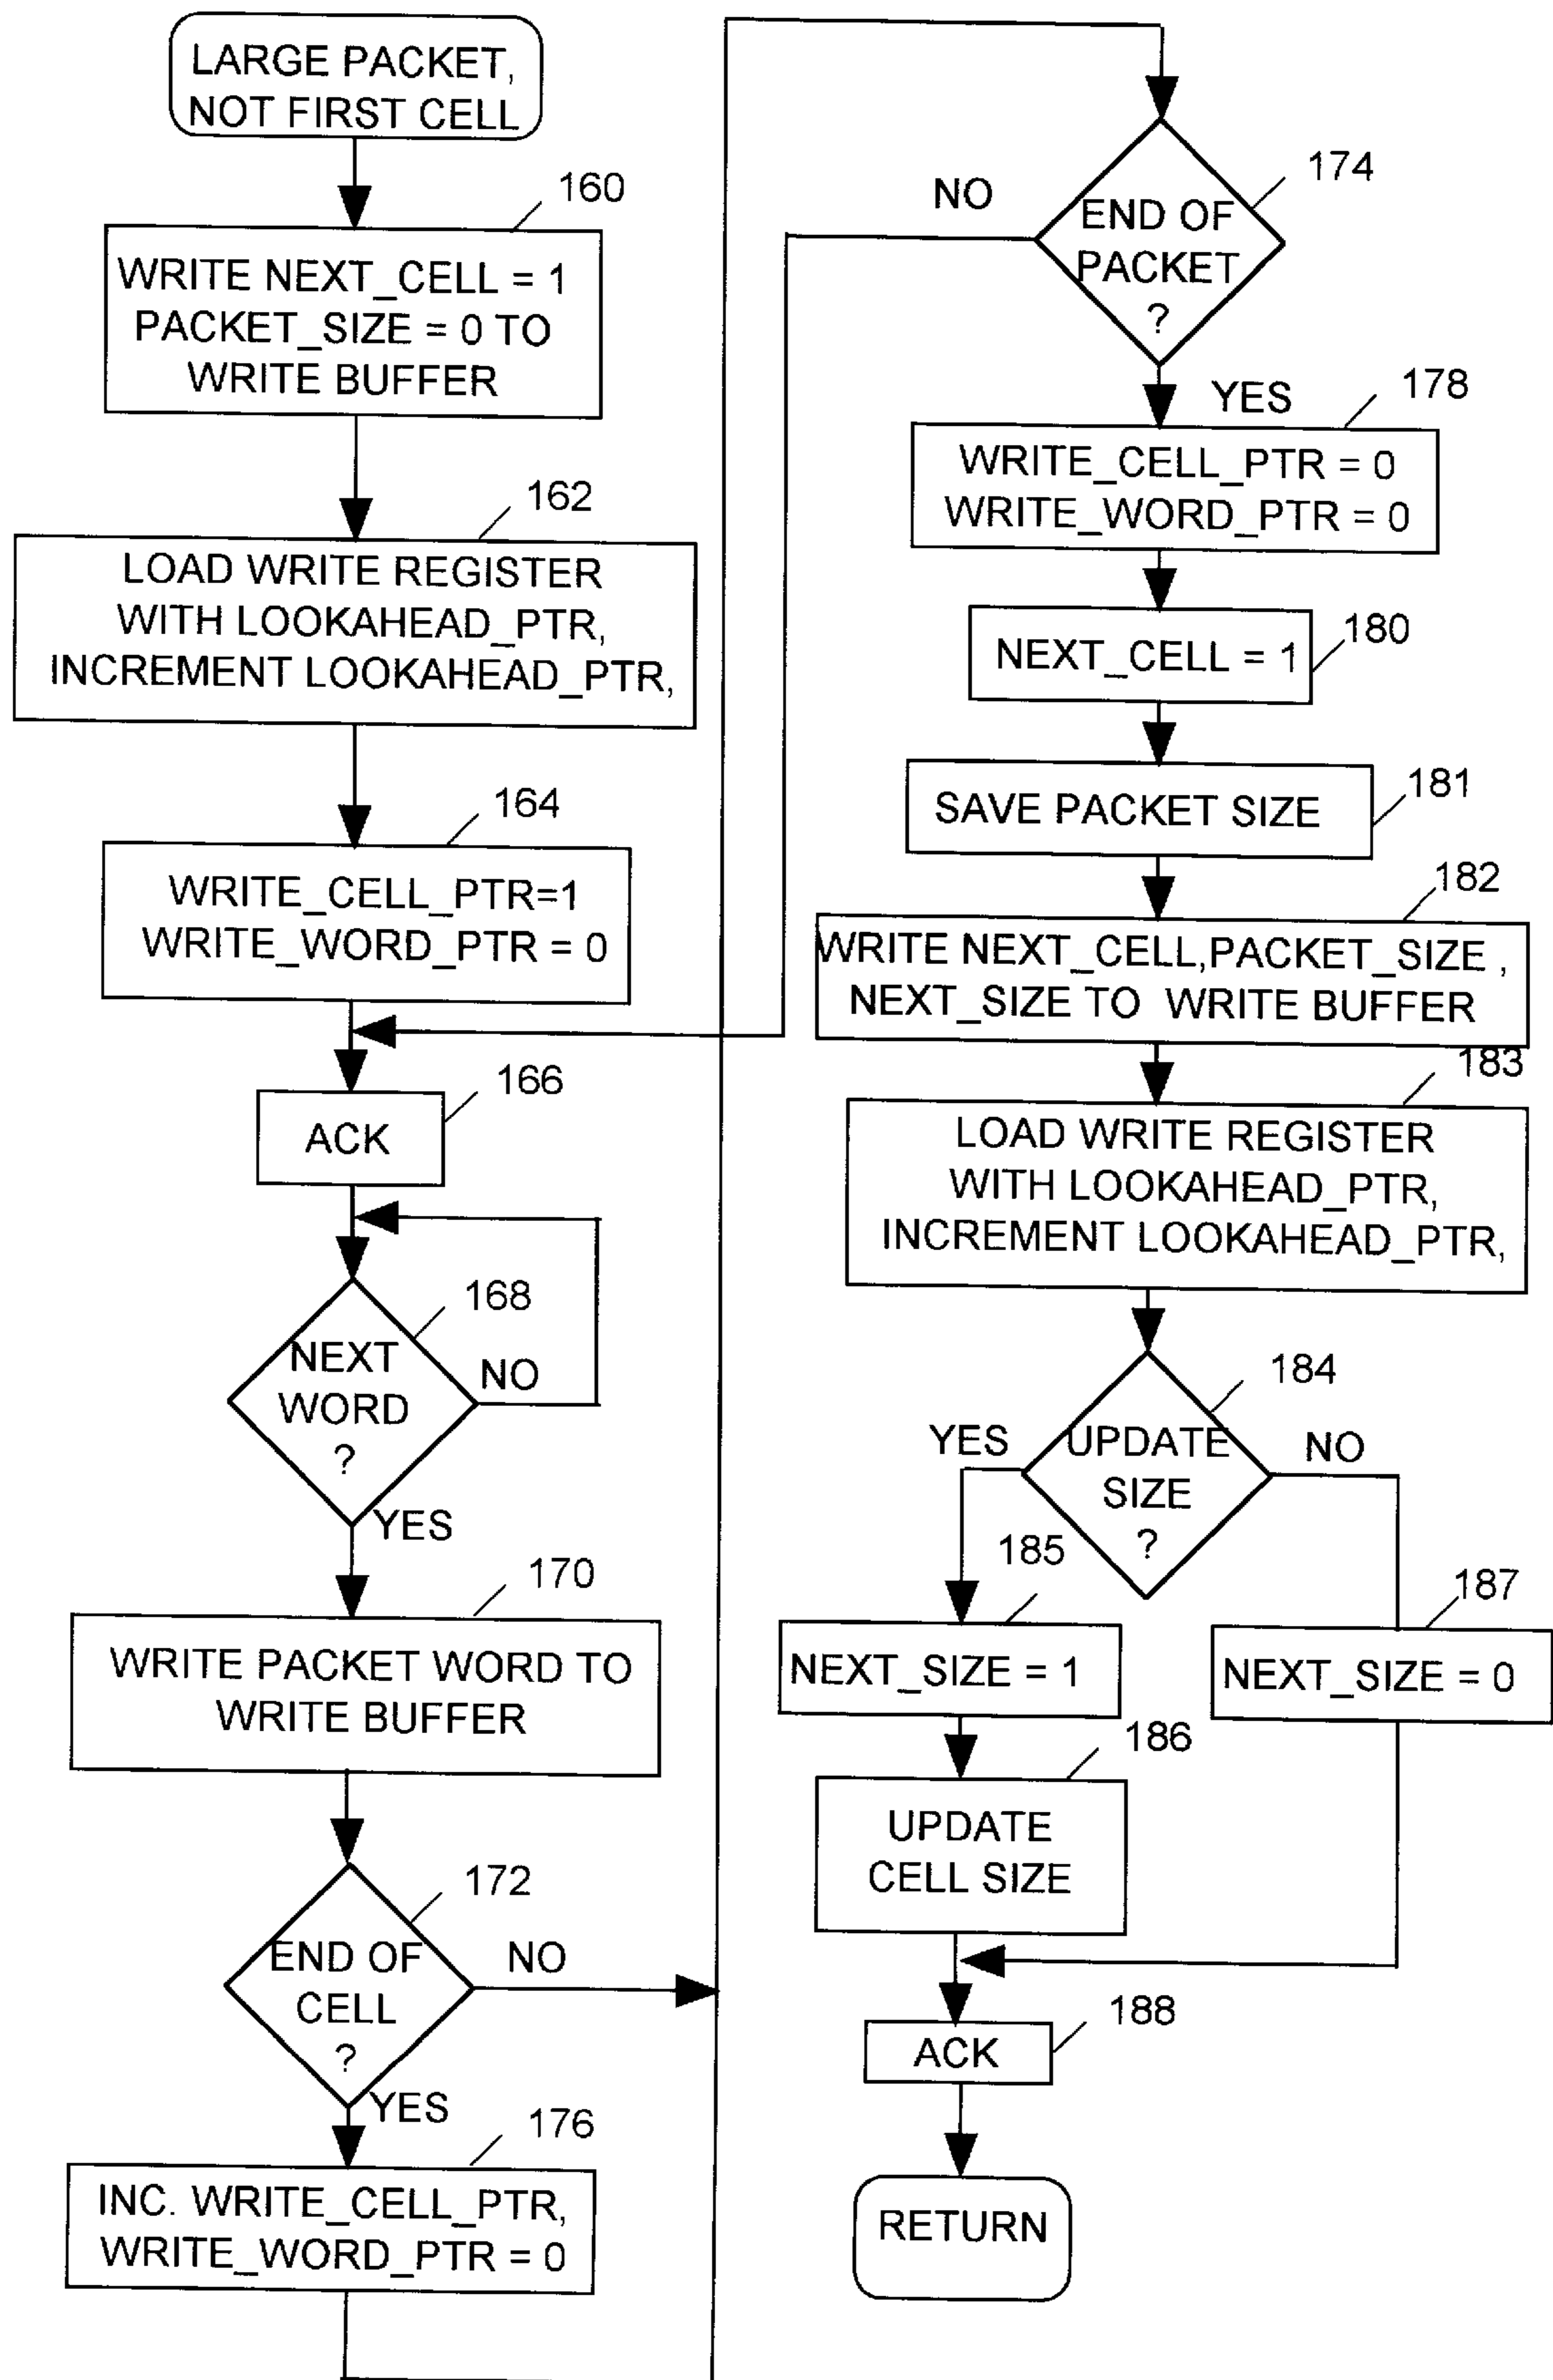 LARGE PACKET,
NOT FIRST CELL
160
WRITE NEXT_CELL = 1
PACKET_SIZE = 0 TO
WRITE BUFFER
162
LOAD WRITE REGISTER
WITH LOOKAHEAD_PTR,
INCREMENT LOOKAHEAD_PTR,
164
WRITE_CELL_PTR=1
WRITE_WORD_PTR = 0
166
ACK
168
NEXT
WORD
?
NO
YES
170
WRITE PACKET WORD TO
WRITE BUFFER
172
END OF
CELL
?
NO
YES
176
INC. WRITE_CELL_PTR,
WRITE_WORD_PTR = 0
174
NO
END OF
PACKET
?
YES
178
WRITE_CELL_PTR = 0
WRITE_WORD_PTR = 0
180
NEXT_CELL = 1
181
SAVE PACKET SIZE
182
WRITE NEXT_CELL,PACKET_SIZE ,
NEXT_SIZE TO WRITE BUFFER
183
LOAD WRITE REGISTER
WITH LOOKAHEAD_PTR,
INCREMENT LOOKAHEAD_PTR,
184
YES
UPDATE
SIZE
?
NO
185
NEXT_SIZE = 1
187
NEXT_SIZE = 0
186
UPDATE
CELL SIZE
188
ACK
RETURN